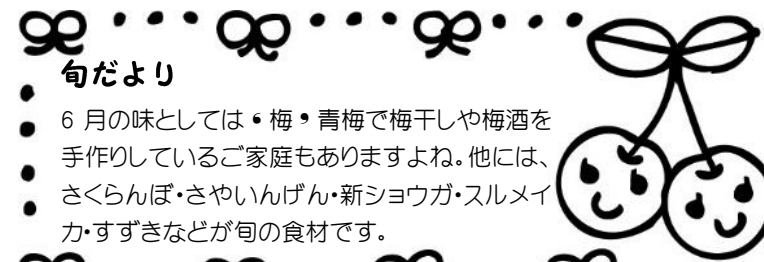 旬だより
6 月の味としては❛梅❜青梅で梅干しや梅酒を
手作りしているご家庭もありますよね。他には、
さくらんぼ・さやいんげん・新ショウガ・スルメイ
カ・すずきなどが旬の食材です。